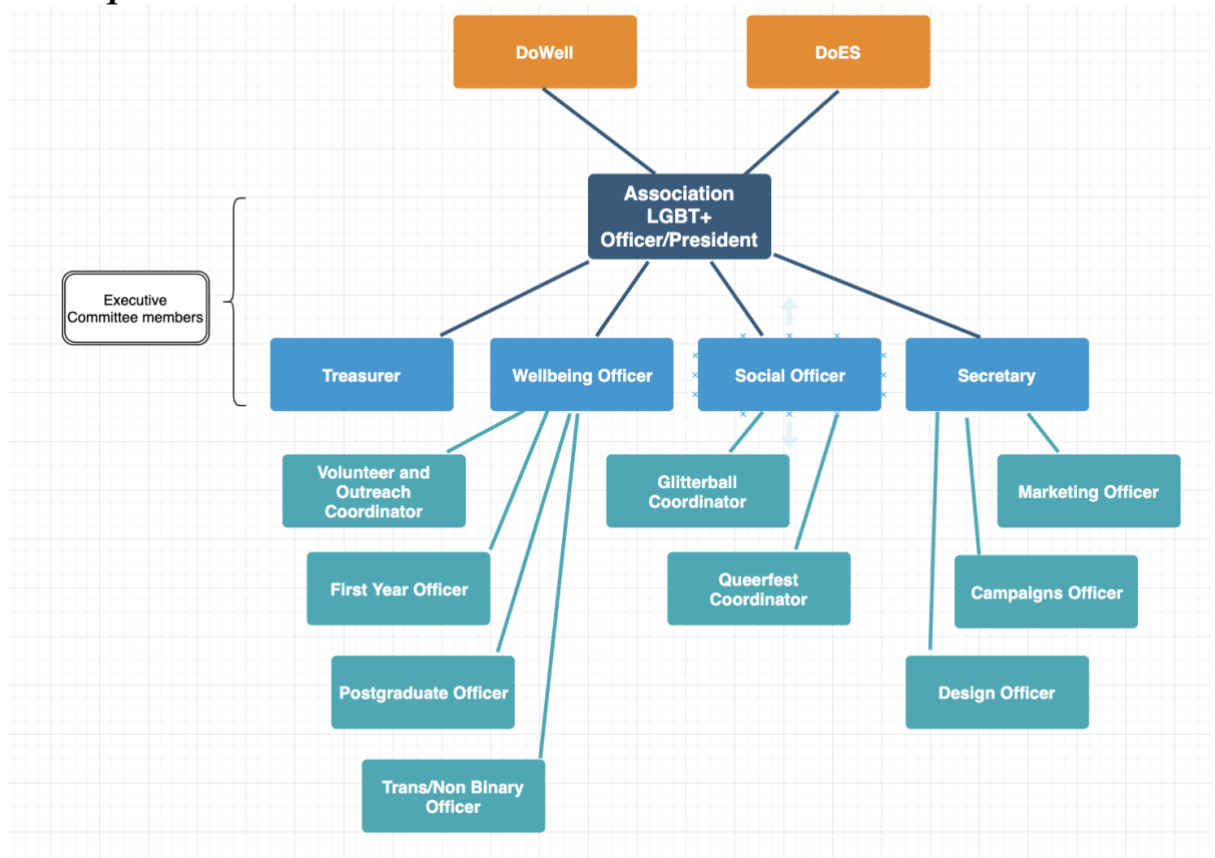 DoWell
DoES
Association
LGBT+
Officer/President
Executive
Committee members
Treasurer
Wellbeing Officer
Social Officer
Secretary
Volunteer and
Outreach
Coordinator
Glitterball
Coordinator
Marketing Officer
First Year Officer
Queerfest
Coordinator
Campaigns Officer
Postgraduate Officer
Design Officer
Trans/Non Binary
Officer